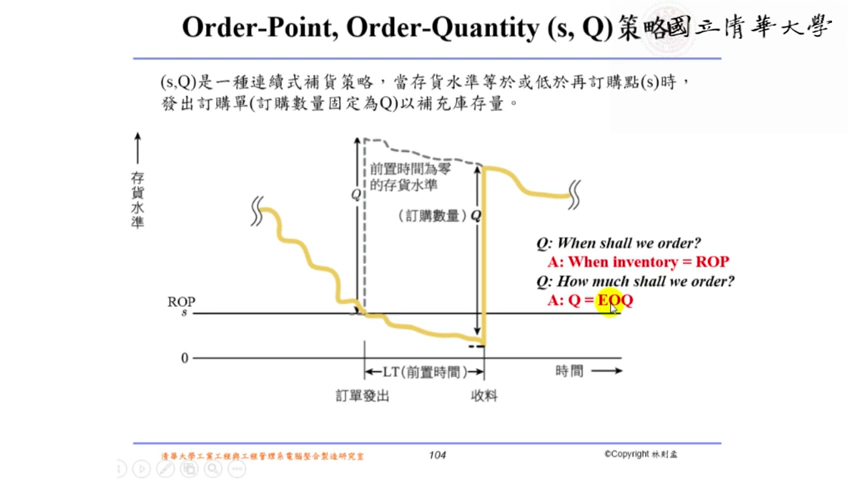 Order-Point, Order-Quantity (s, Q)策略
國立清華大學
(s,Q)是一種連續式補貨策略，當存貨水準等於或低於再訂購點(s)時，
發出訂購單(訂購數量固定為Q)以補充庫存量。
存貨水準
前置時間為零
的存貨水準
Q
(訂購數量) Q
Q: When shall we order?
A: When inventory = ROP
Q: How much shall we order?
A: Q = EOQ
ROP
s
0
LT(前置時間)
時間
訂單發出
收料
清華大學工業工程與工程管理系電腦整合製造研究室
104
©Copyright 林則孟